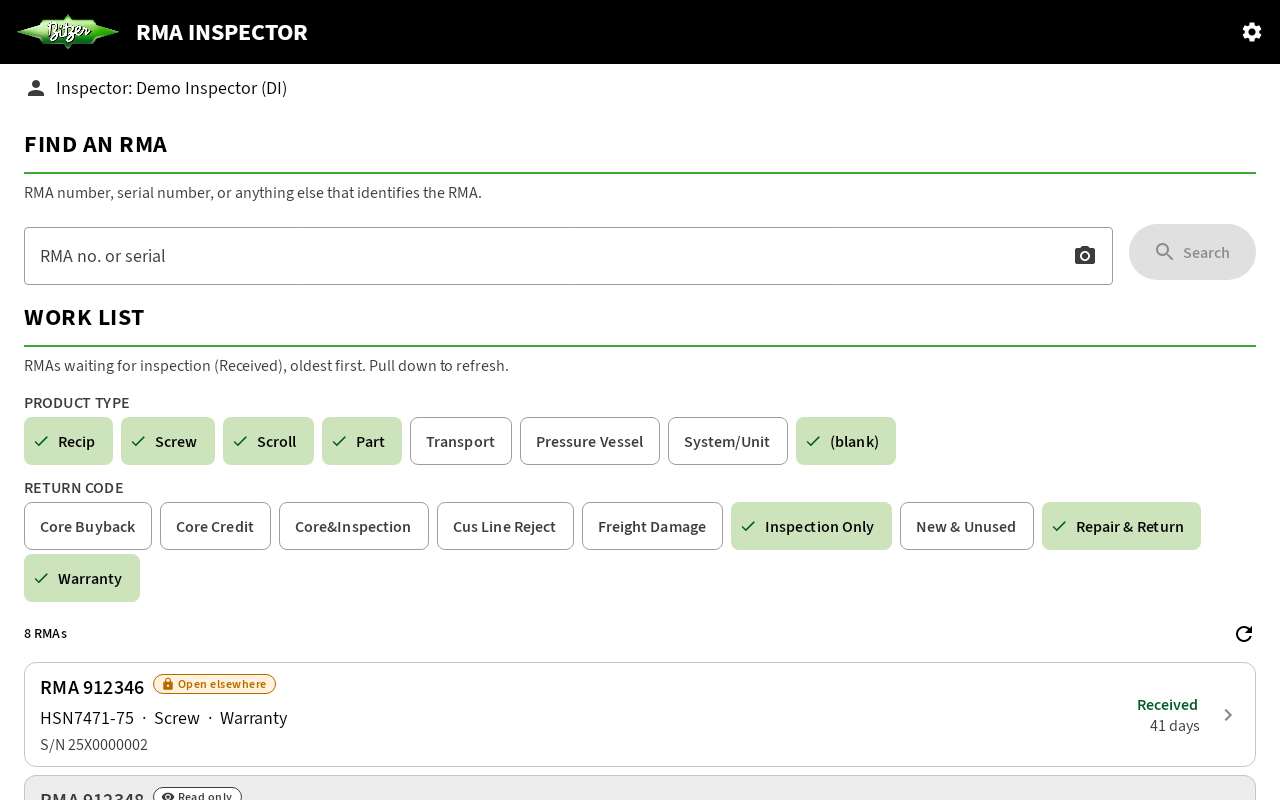 Bitzer RMA INSPECTOR
Inspector: Demo Inspector (DI)
FIND AN RMA
RMA number, serial number, or anything else that identifies the RMA.
RMA no. or serial
Search
WORK LIST
RMAs waiting for inspection (Received), oldest first. Pull down to refresh.
PRODUCT TYPE
Recip Screw Scroll Part Transport Pressure Vessel System/Unit (blank)
RETURN CODE
Core Buyback Core Credit Core&Inspection Cus Line Reject Freight Damage Inspection Only New & Unused Repair & Return
Warranty
8 RMAs
RMA 912346 Open elsewhere
HSN7471-75 · Screw · Warranty
S/N 25X0000002
Received
41 days
RMA 912348 Read only